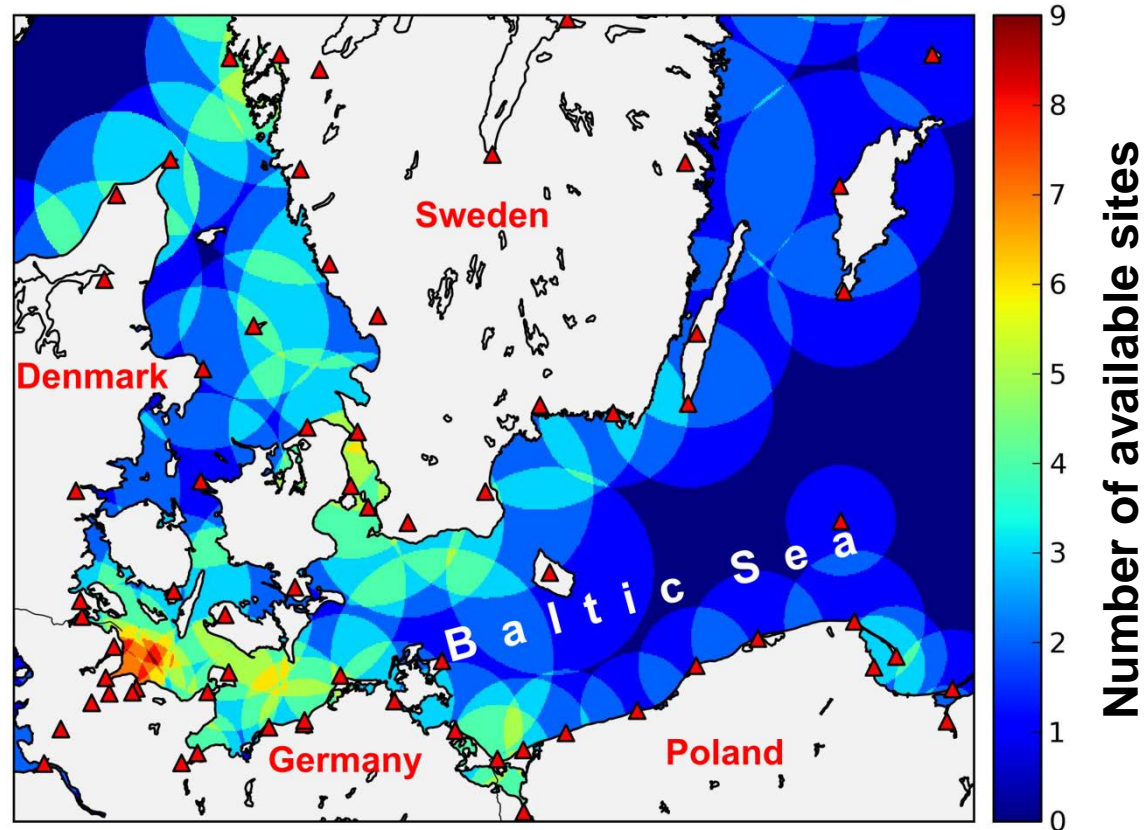 Sweden
Denmark
Baltic Sea
Germany
Poland
9
8
7
6
5
4
3
2
1
0
Number of available sites